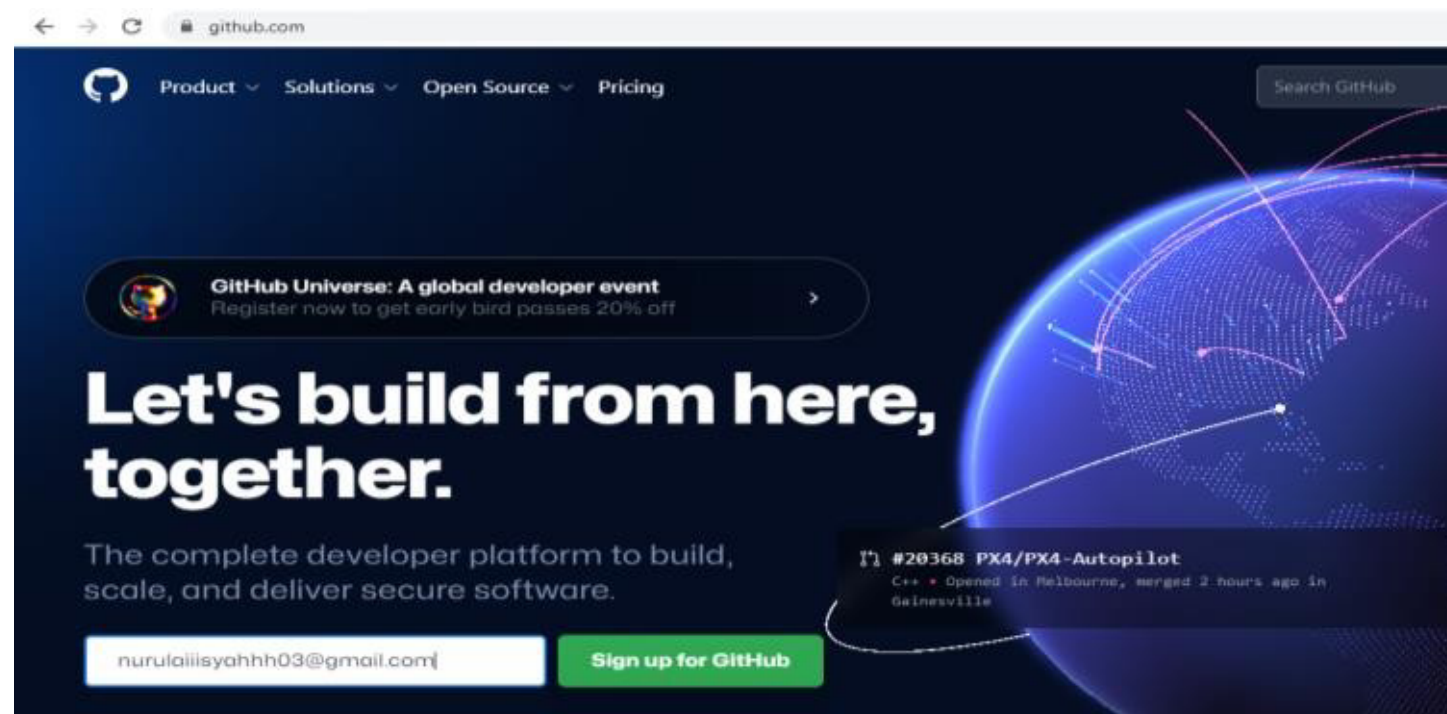 github.com
Product Solutions Open Source Pricing
Search GitHub
GitHub Universe: A global developer event
Register now to get early bird passes 20% off
Let's build from here,
together.
The complete developer platform to build,
scale, and deliver secure software.
#20368 PX4/PX4-Autopilot
C++ • Opened in Melbourne, merged 2 hours ago in
Gainesville
nurulaiiisyahhh03@gmail.com
Sign up for GitHub